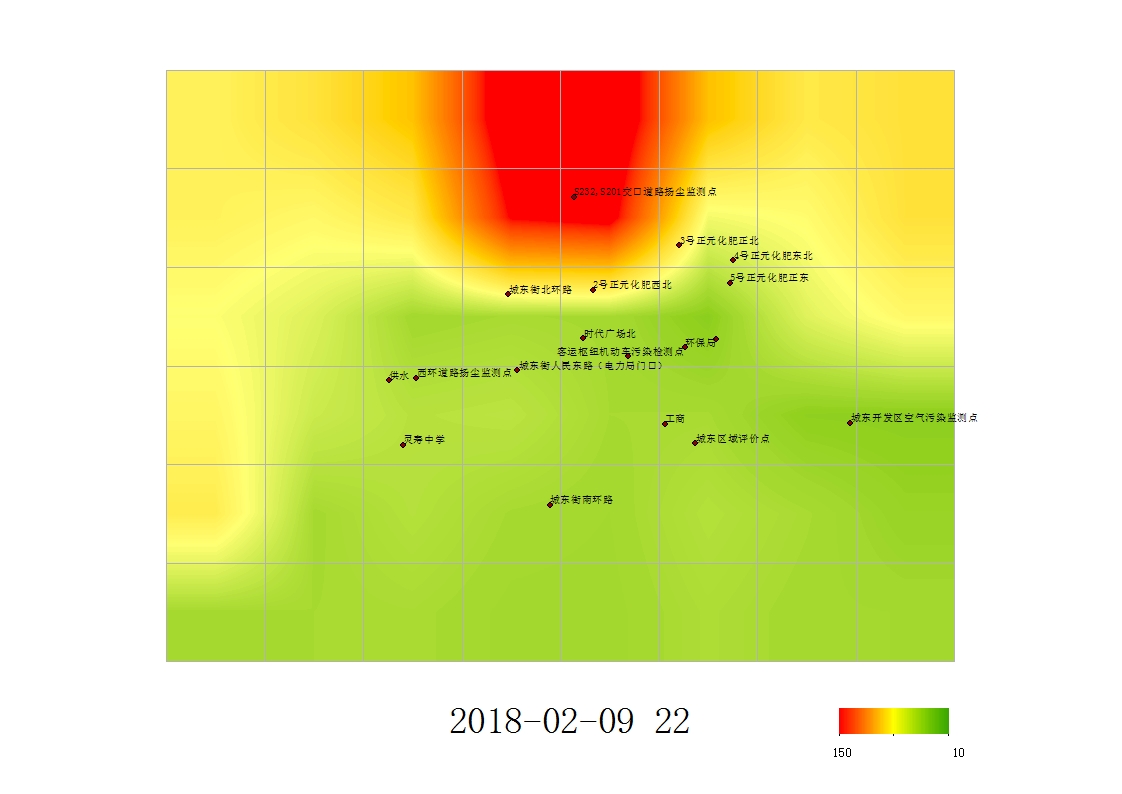 S232,S201交口道路扬尘监测点
3号正元化肥正北
4号正元化肥东北
5号正元化肥正东
2号正元化肥西北
城东街北环路
时代广场北
环保局
客运枢纽机动车污染检测点
城东街人民东路（电力局门口）
西环道路扬尘监测点
供水
工商
城东开发区空气污染监测点
城东区域评价点
灵寿中学
城东街南环路
2018-02-09 22
150 10